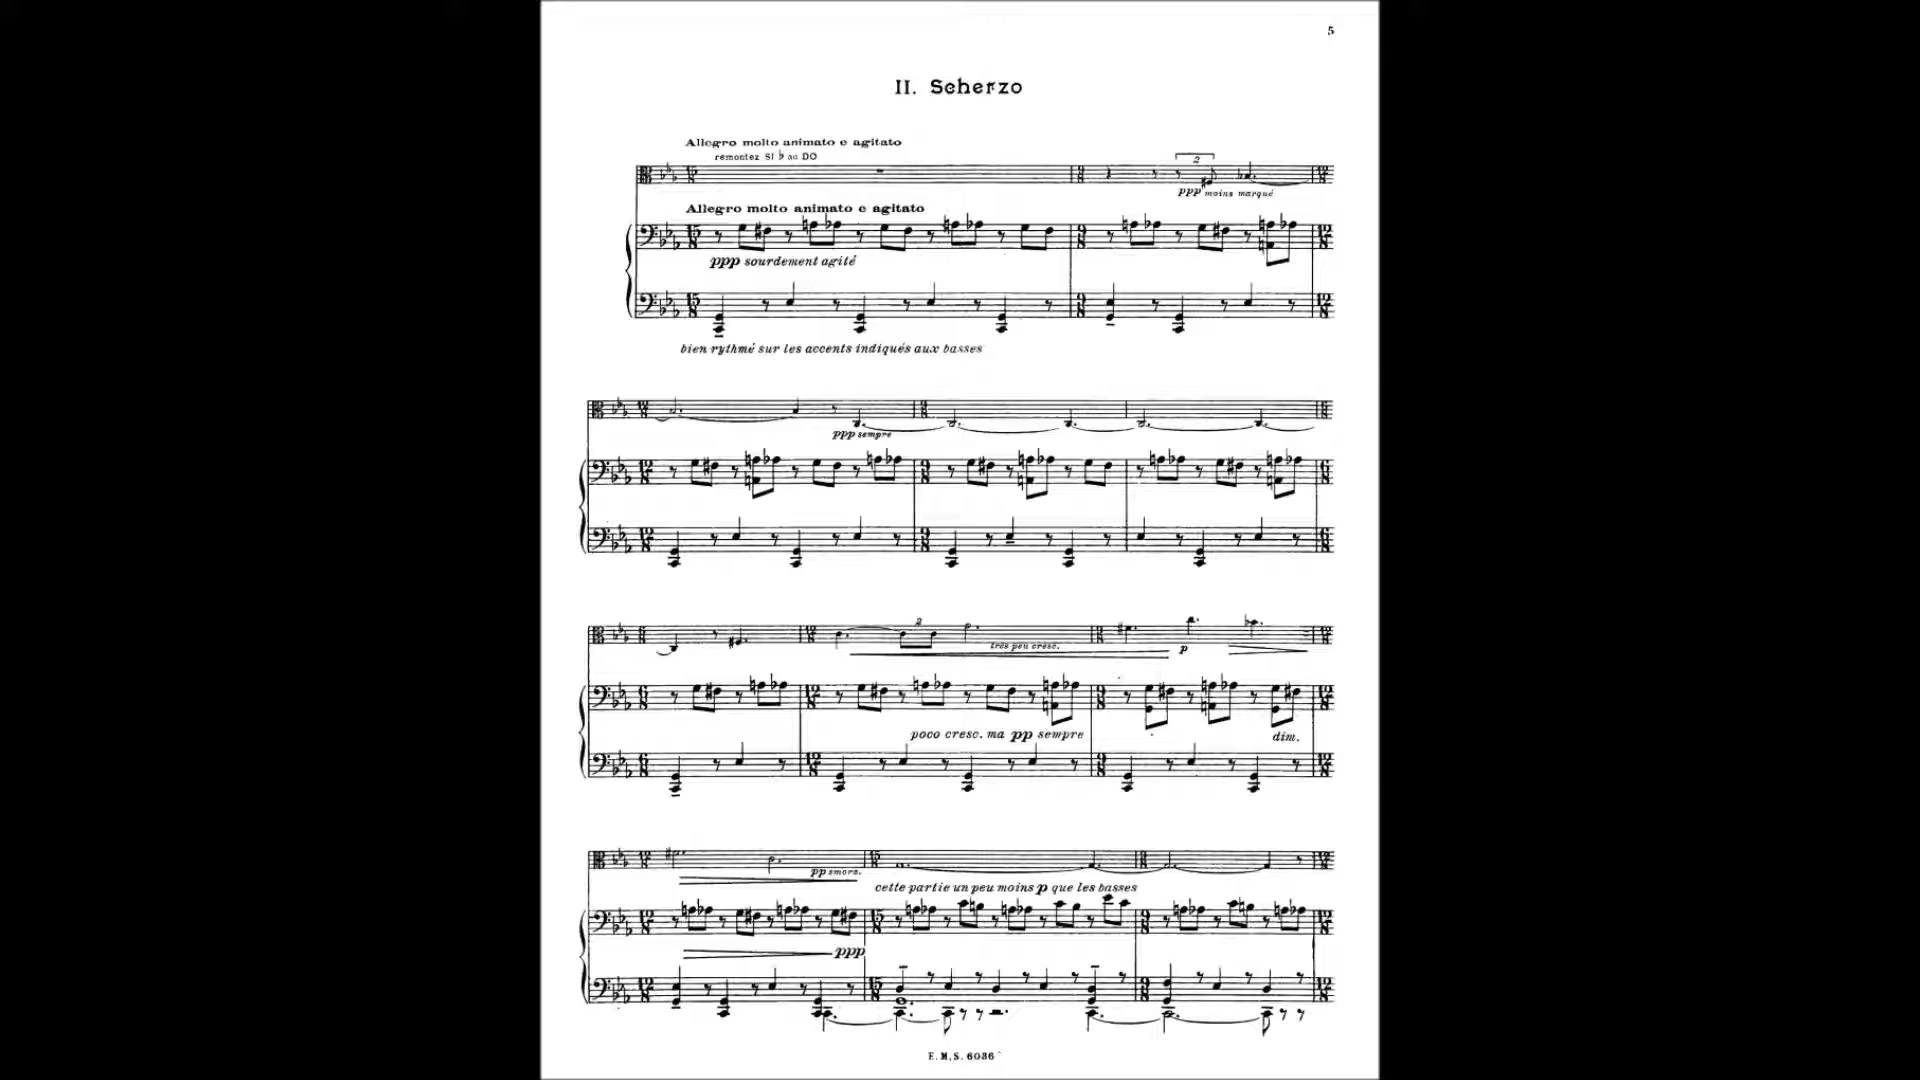 5
II. Scherzo
Allegro molto animato e agitato
remontez SI ♭ au DO
2
ppp moins marqué
Allegro molto animato e agitato
ppp sourdement agité
bien rythmé sur les accents indiqués aux basses
ppp sempre
2
très peu cresc.
p
poco cresc. ma pp sempre
dim.
pp smorz.
cette partie un peu moins p que les basses
ppp
E.M.S. 6036